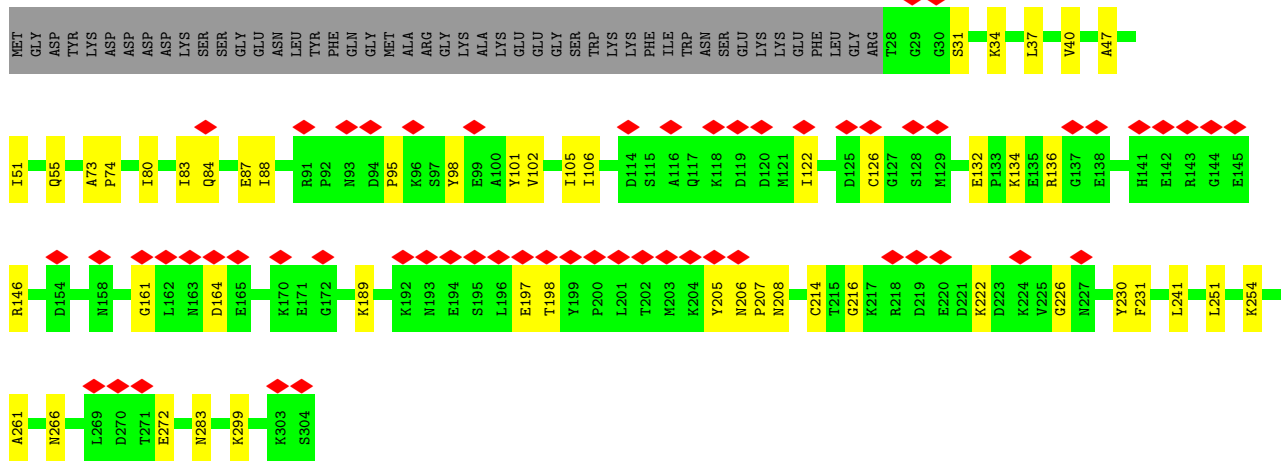 MET GLY ASP TYR LYS ASP ASP ASP ASP LYS SER SER GLY GLU ASN LEU TYR PHE GLN GLY MET ALA ARG GLY LYS ALA LYS GLU GLU GLY SER TRP LYS LYS PHE ILE TRP ASN SER GLU LYS LYS GLU PHE LEU GLY ARG T28 G29 G30 S31 K34 L37 V40 A47
I51 Q55 A73 P74 I80 I83 Q84 E87 I88 R91 P92 N93 D94 P95 K96 S97 Y98 E99 A100 Y101 V102 I105 I106 D114 S115 A116 Q117 K118 D119 D120 M121 I122 D125 C126 G127 S128 M129 E132 P133 K134 E135 R136 G137 E138 H141 E142 R143 G144 E145
R146 D154 N158 G161 L162 N163 D164 E165 K170 E171 G172 K189 K192 N193 E194 S195 L196 E197 T198 Y199 P200 L201 T202 M203 K204 Y205 N206 P207 N208 C214 T215 G216 K217 R218 D219 E220 D221 K222 D223 K224 V225 G226 N227 Y230 F231 L241 L251 K254
A261 N266 L269 D270 T271 E272 N283 K299 K303 S304